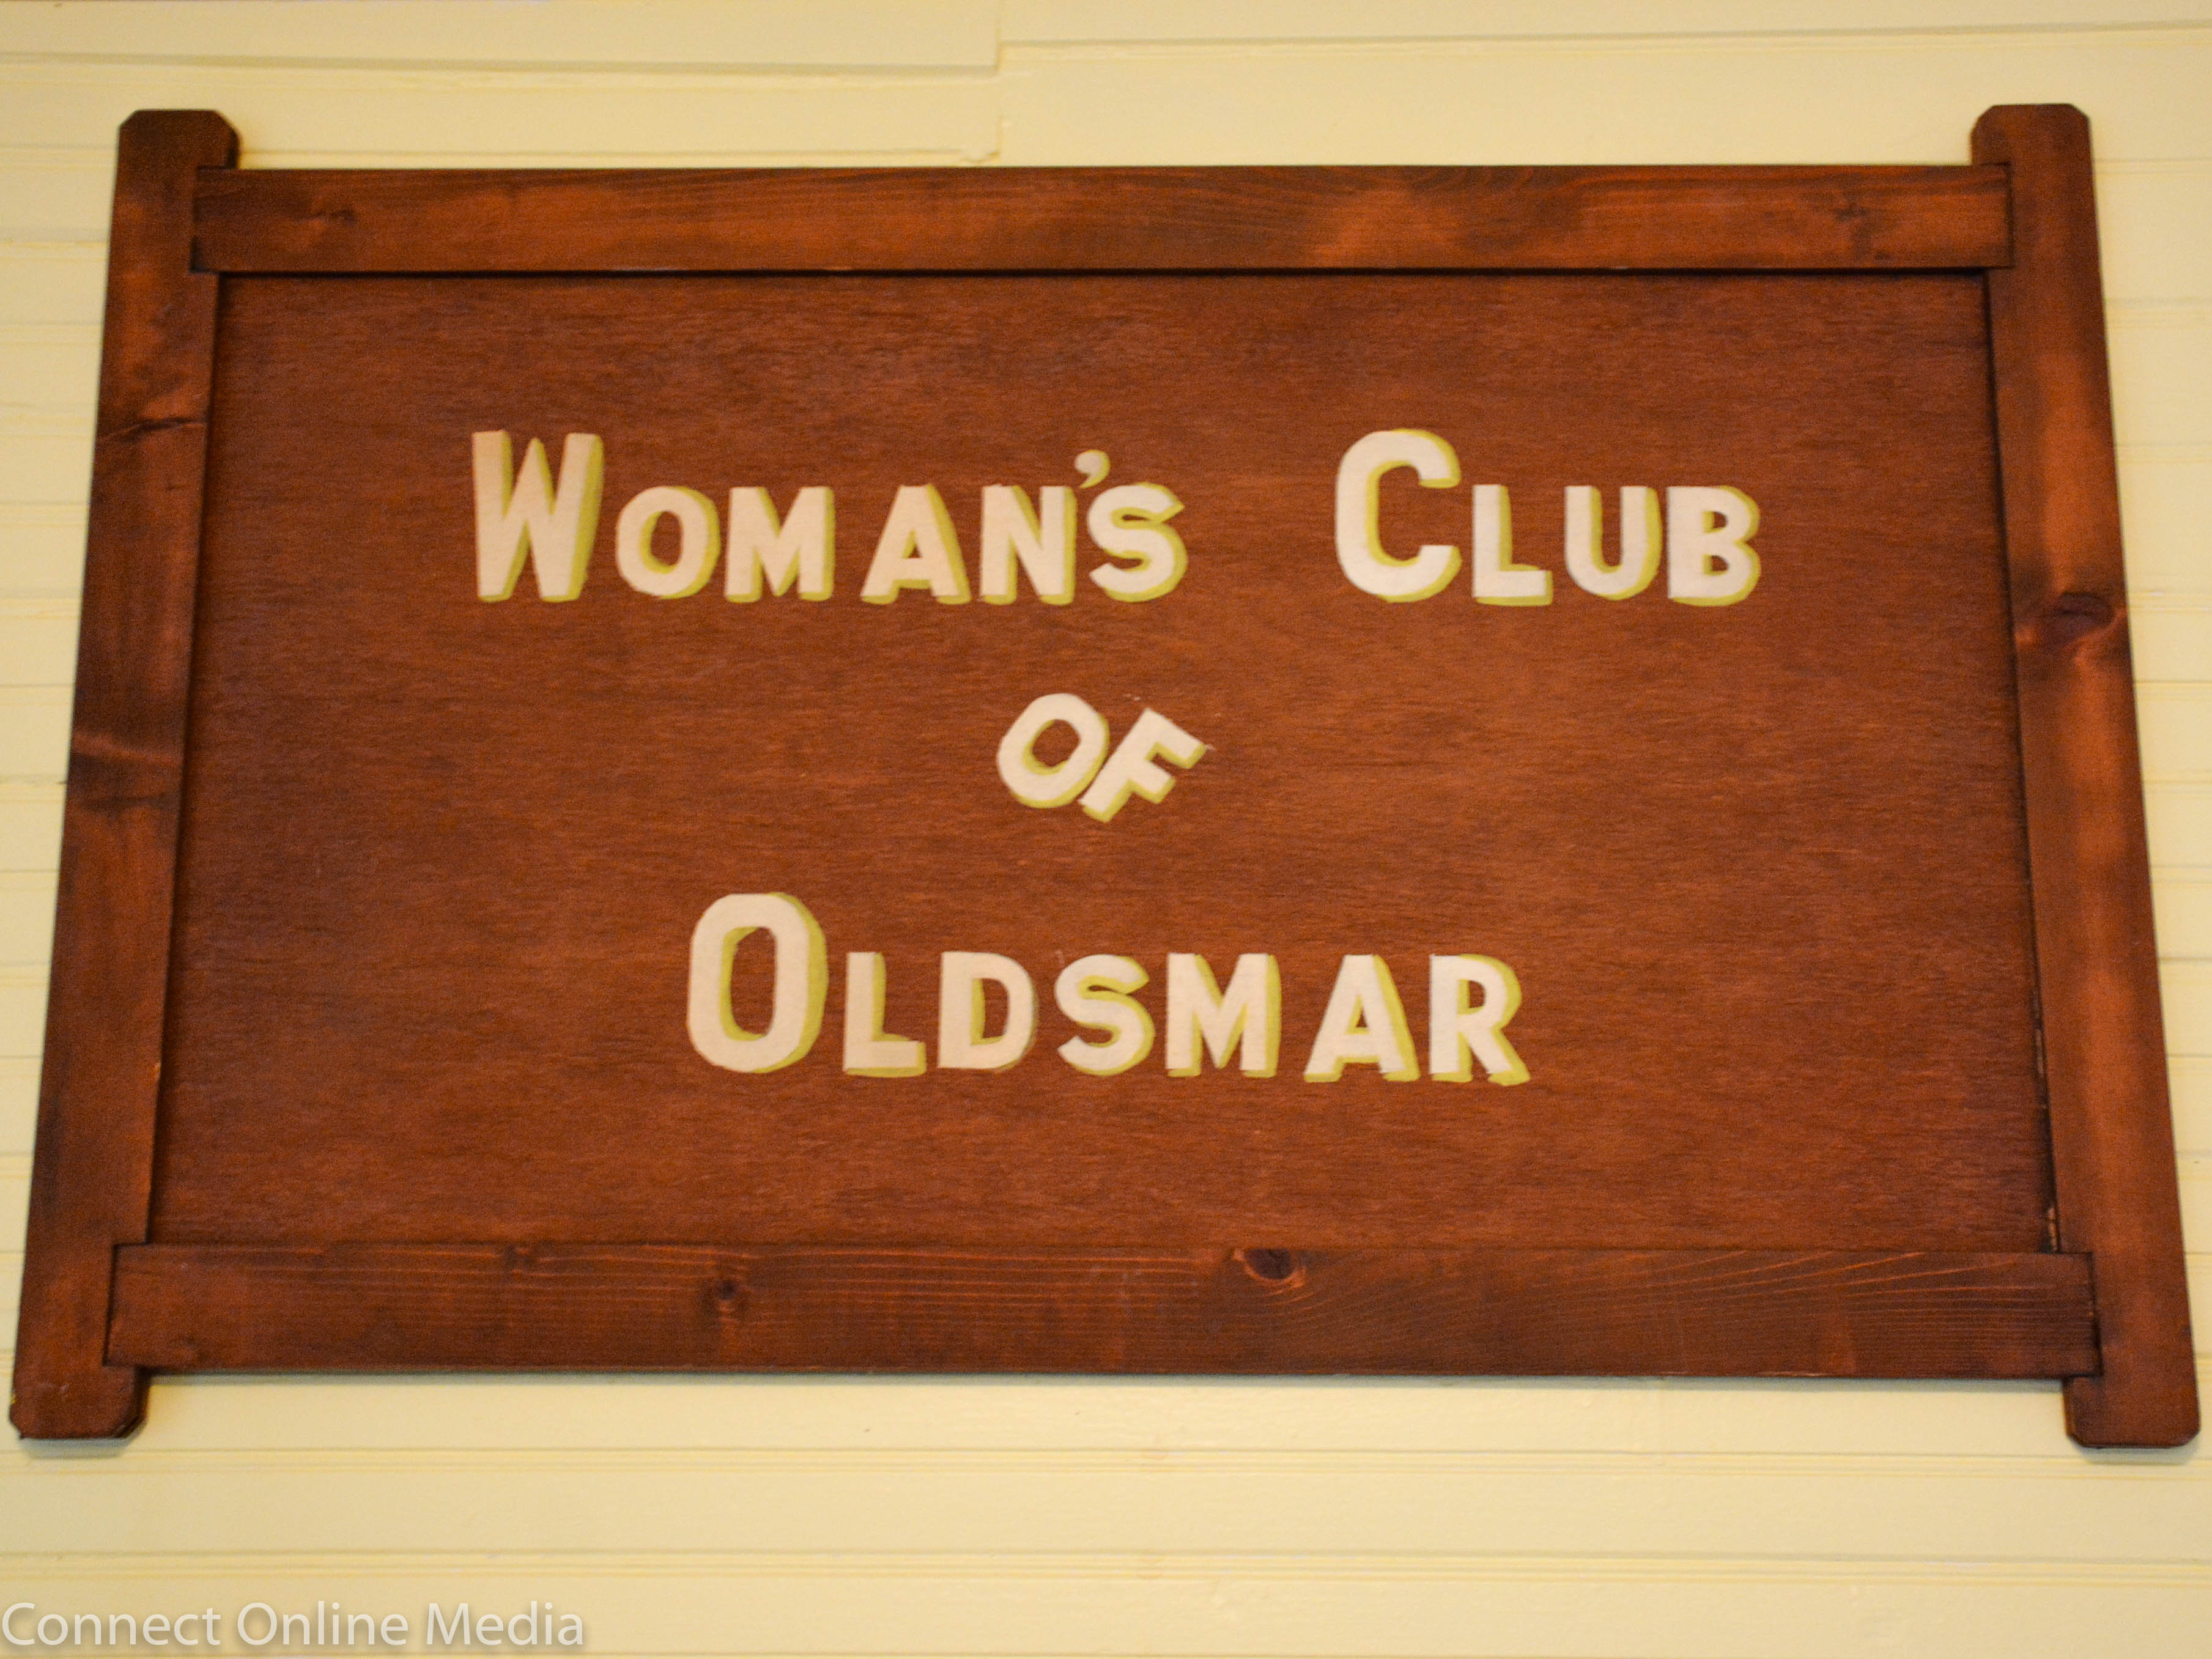 Woman's Club
of
Oldsmar
Connect Online Media